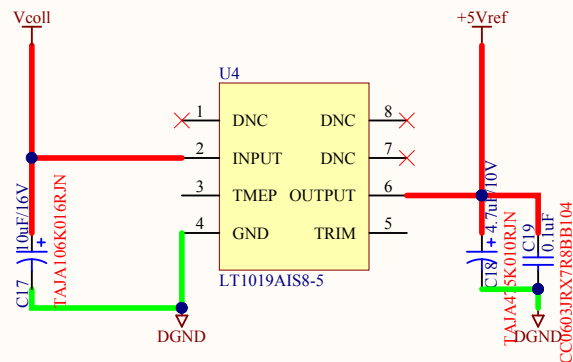 Vcoll
+5Vref
U4
1
DNC
DNC
8
2
INPUT
DNC
7
3
TMEP
OUTPUT
6
4
GND
TRIM
5
LT1019AIS8-5
C17
10uF/16V
+
TAJA106K016RJN
DGND
C18
4.7uF/10V
+
TAJA475K010RJN
C19
0.1uF
CC0603JRX7R8BB104
DGND